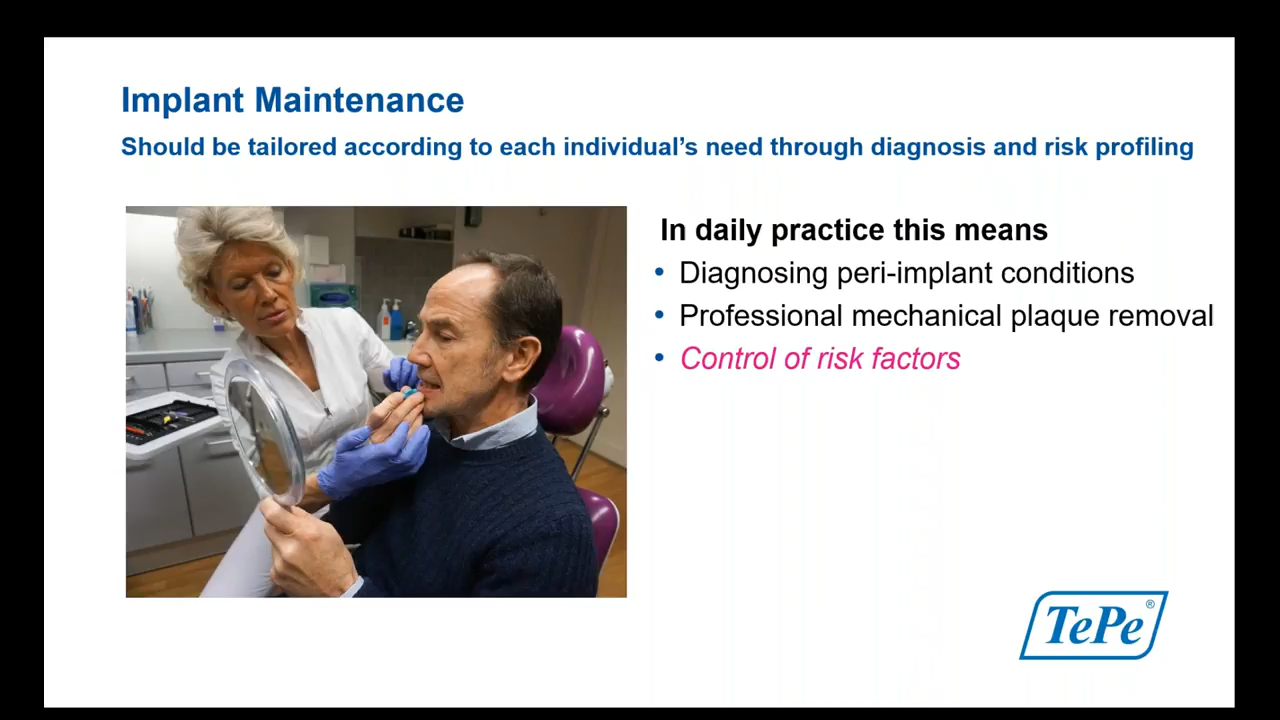 Implant Maintenance
Should be tailored according to each individual's need through diagnosis and risk profiling
In daily practice this means
• Diagnosing peri-implant conditions
• Professional mechanical plaque removal
• Control of risk factors
TePe®